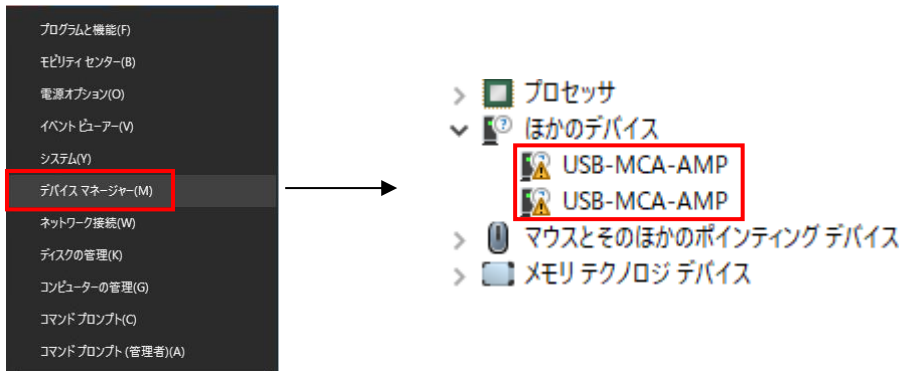 プログラムと機能(F)
モビリティ センター(B)
電源オプション(O)
イベント ビューアー(V)
システム(Y)
デバイス マネージャー(M)
ネットワーク接続(W)
ディスクの管理(K)
コンピューターの管理(G)
コマンド プロンプト(C)
コマンド プロンプト (管理者)(A)
プロセッサ
ほかのデバイス
USB-MCA-AMP
USB-MCA-AMP
マウスとそのほかのポインティング デバイス
メモリ テクノロジ デバイス